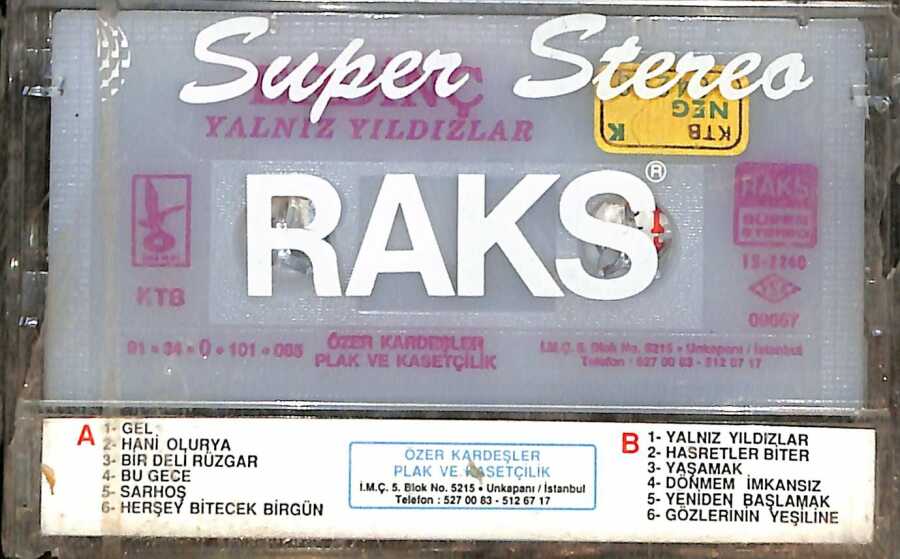 Super Stereo
YALNIZ YILDIZLAR
KTB
NEG
K
RAKS®
RAKS
SUPER
STEREO
KTB
09667
91 • 34 • 0 • 101 • 005
ÖZER KARDEŞLER
PLAK VE KASETÇİLİK
İ.M.Ç. 5. Blok No. 5215 • Unkapanı / İstanbul
Telefon : 527 00 83 - 512 67 17
A
1- GEL
2- HANİ OLURYA
3- BİR DELİ RÜZGAR
4- BU GECE
5- SARHOŞ
6- HERŞEY BİTECEK BİRGÜN
ÖZER KARDEŞLER
PLAK VE KASETÇİLİK
İ.M.Ç. 5. Blok No. 5215 • Unkapanı / İstanbul
Telefon : 527 00 83 - 512 67 17
B
1- YALNIZ YILDIZLAR
2- HASRETLER BİTER
3- YAŞAMAK
4- DÖNMEM İMKANSIZ
5- YENİDEN BAŞLAMAK
6- GÖZLERİNİN YEŞİLİNE